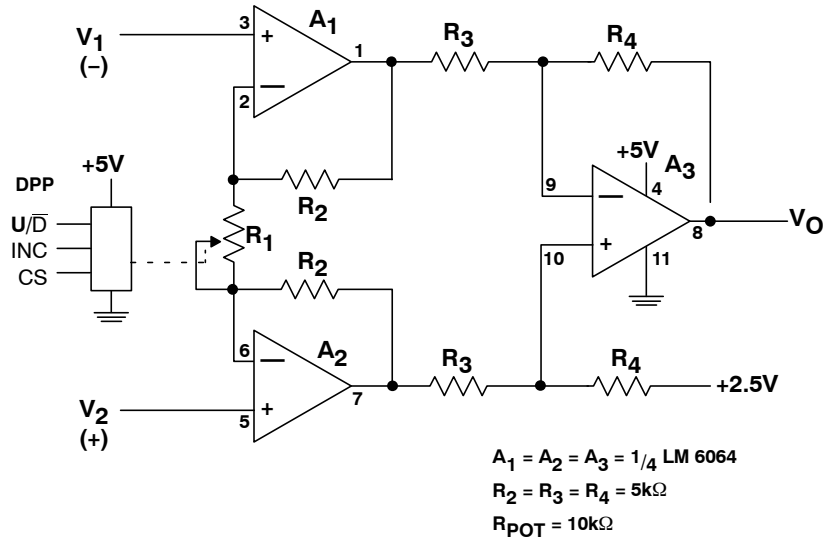 A1
R3
R4
V1
(−)
3
+
1
−
2
+5V
DPP
U/D̅
INC
CS
R2
R1
R2
+5V
A3
9
−
4
10
+
8
11
VO
6
−
A2
7
5
+
V2
(+)
R3
R4
+2.5V
A1 = A2 = A3 = 1/4 LM 6064
R2 = R3 = R4 = 5kΩ
RPOT = 10kΩ